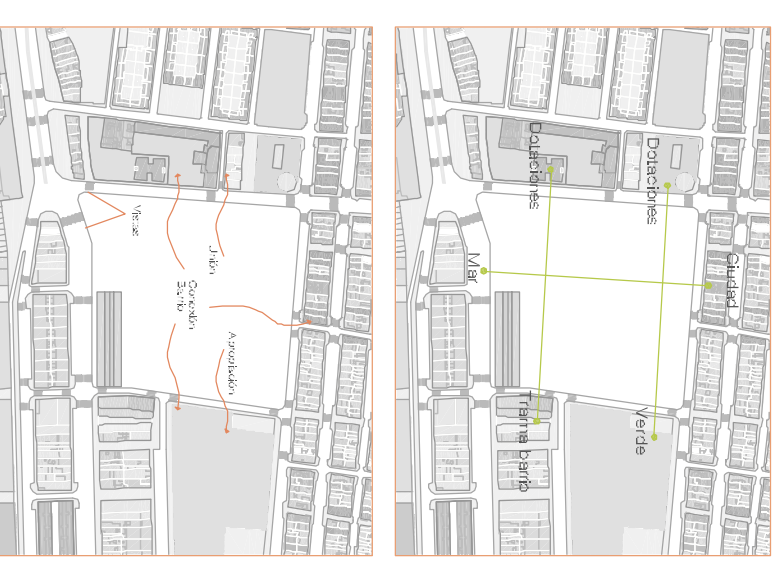 Vistas
Unión
Conexión
Barrio
Apropiación
Dotaciones
Dotaciones
Mar
Ciudad
Trama barrio
Verde